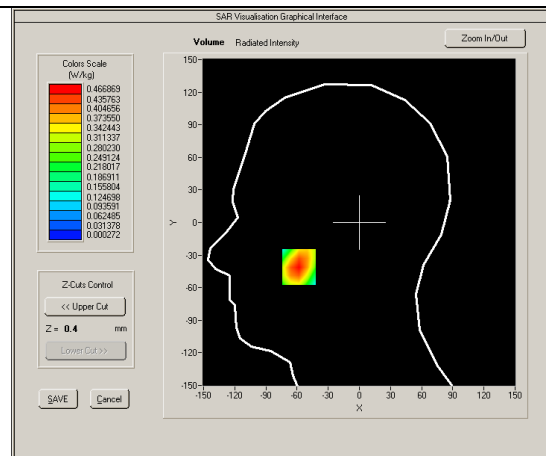 SAR Visualisation Graphical Interface
Volume Radiated Intensity
Zoom In/Out
Colors Scale
(W/kg)
0.466869
0.435763
0.404656
0.373550
0.342443
0.311337
0.280230
0.249124
0.218017
0.186911
0.155804
0.124698
0.093591
0.062485
0.031378
0.000272
Z-Cuts Control
<< Upper Cut
Z = 0.4 mm
Lower Cut >>
SAVE Cancel
150
120
90
60
30
0
-30
-60
-90
-120
-150
Y
-150 -120 -90 -60 -30 0 30 60 90 120 150
X